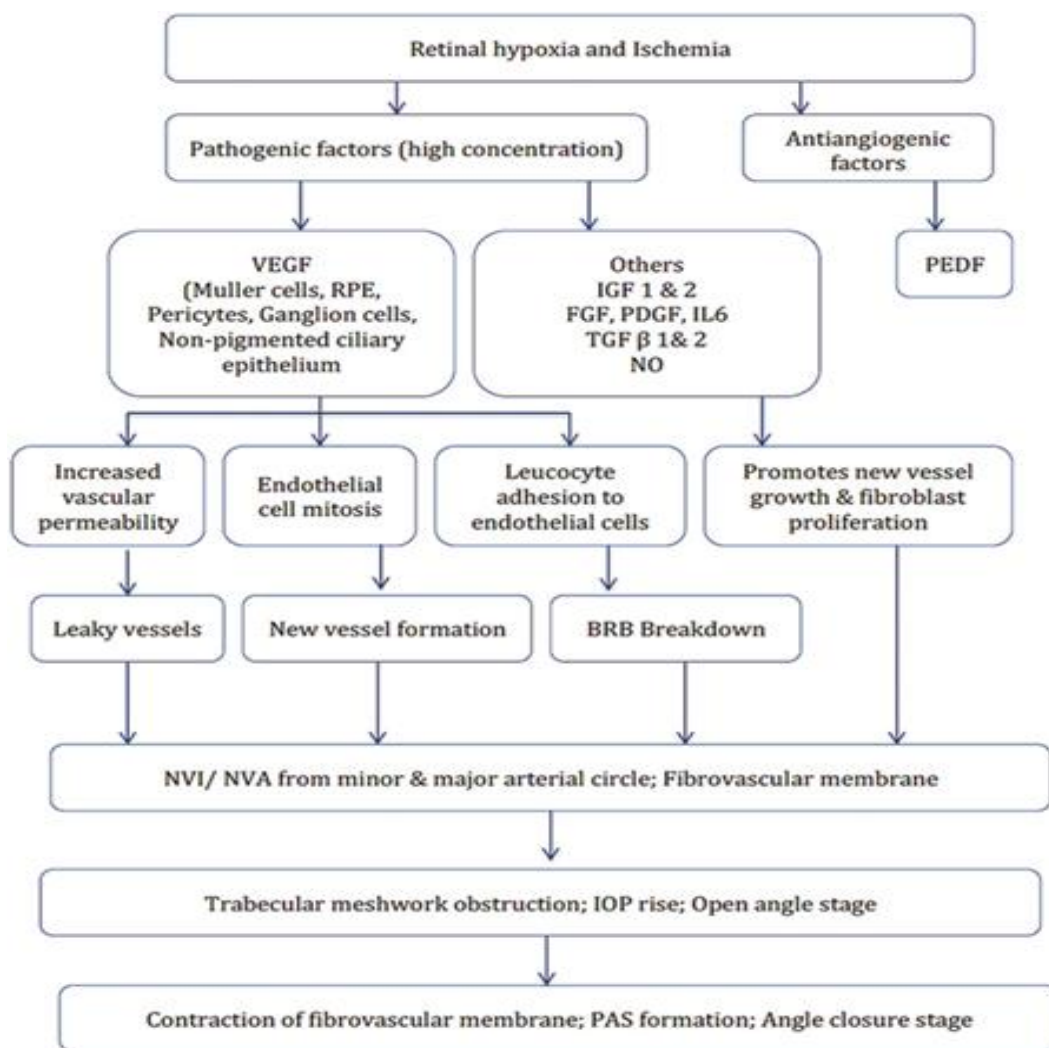 Retinal hypoxia and Ischemia
Pathogenic factors (high concentration)
Antiangiogenic
factors
VEGF
(Muller cells, RPE,
Pericytes, Ganglion cells,
Non-pigmented ciliary
epithelium
Others
IGF 1 & 2
FGF, PDGF, IL6
TGF β 1& 2
NO
PEDF
Increased
vascular
permeability
Endothelial
cell mitosis
Leucocyte
adhesion to
endothelial cells
Promotes new vessel
growth & fibroblast
proliferation
Leaky vessels
New vessel formation
BRB Breakdown
NVI/ NVA from minor & major arterial circle; Fibrovascular membrane
Trabecular meshwork obstruction; IOP rise; Open angle stage
Contraction of fibrovascular membrane; PAS formation; Angle closure stage